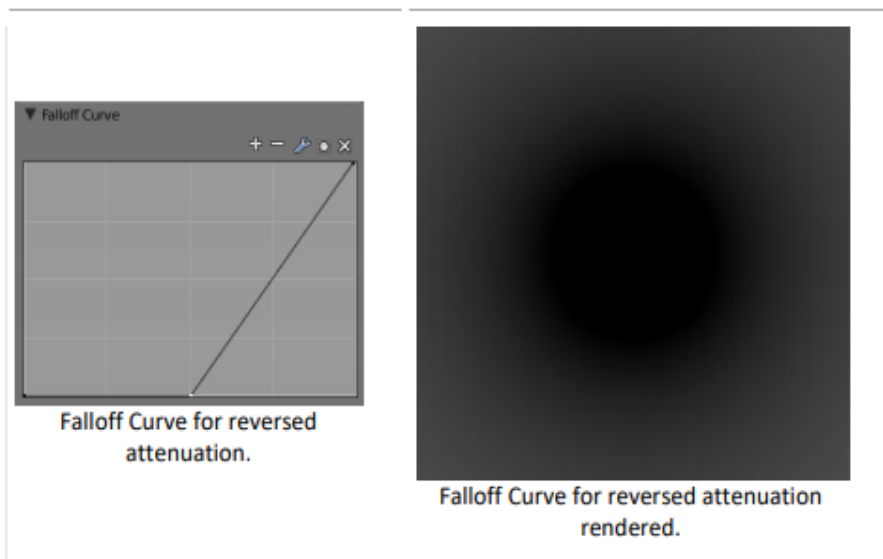 Falloff Curve
Falloff Curve for reversed
attenuation.
Falloff Curve for reversed attenuation
rendered.